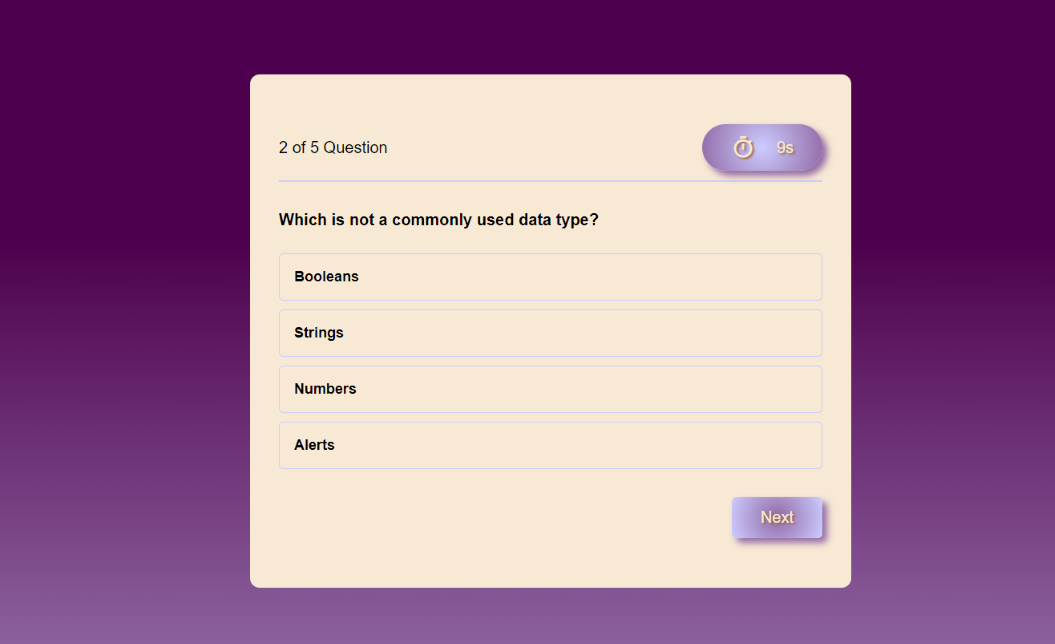 2 of 5 Question
9s
Which is not a commonly used data type?
Booleans
Strings
Numbers
Alerts
Next